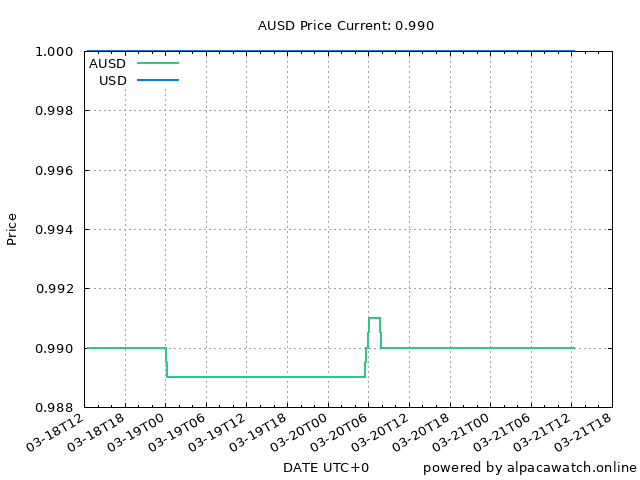 AUSD Price Current: 0.990
1.000
AUSD
USD
0.998
0.996
0.994
0.992
0.990
0.988
Price
03-18T12
03-18T18
03-19T00
03-19T06
03-19T12
03-19T18
03-20T00
03-20T06
03-20T12
03-20T18
03-21T00
03-21T06
03-21T12
03-21T18
DATE UTC+0
powered by alpacawatch.online